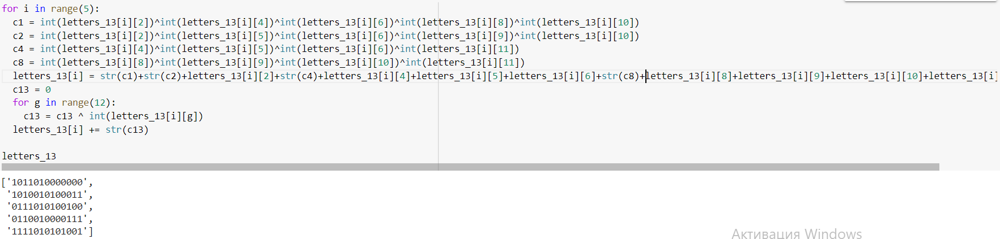 for i in range(5):
  c1 = int(letters_13[i][2])^int(letters_13[i][4])^int(letters_13[i][6])^int(letters_13[i][8])^int(letters_13[i][10])
  c2 = int(letters_13[i][2])^int(letters_13[i][5])^int(letters_13[i][6])^int(letters_13[i][9])^int(letters_13[i][10])
  c4 = int(letters_13[i][4])^int(letters_13[i][5])^int(letters_13[i][6])^int(letters_13[i][11])
  c8 = int(letters_13[i][8])^int(letters_13[i][9])^int(letters_13[i][10])^int(letters_13[i][11])
  letters_13[i] = str(c1)+str(c2)+letters_13[i][2]+str(c4)+letters_13[i][4]+letters_13[i][5]+letters_13[i][6]+str(c8)+letters_13[i][8]+letters_13[i][9]+letters_13[i][10]+letters_13[i]
  c13 = 0
  for g in range(12):
    c13 = c13 ^ int(letters_13[i][g])
  letters_13[i] += str(c13)
letters_13
['1011010000000',
 '1010010100011',
 '0111010100100',
 '0110010000111',
 '1111010101001']
Активация Windows